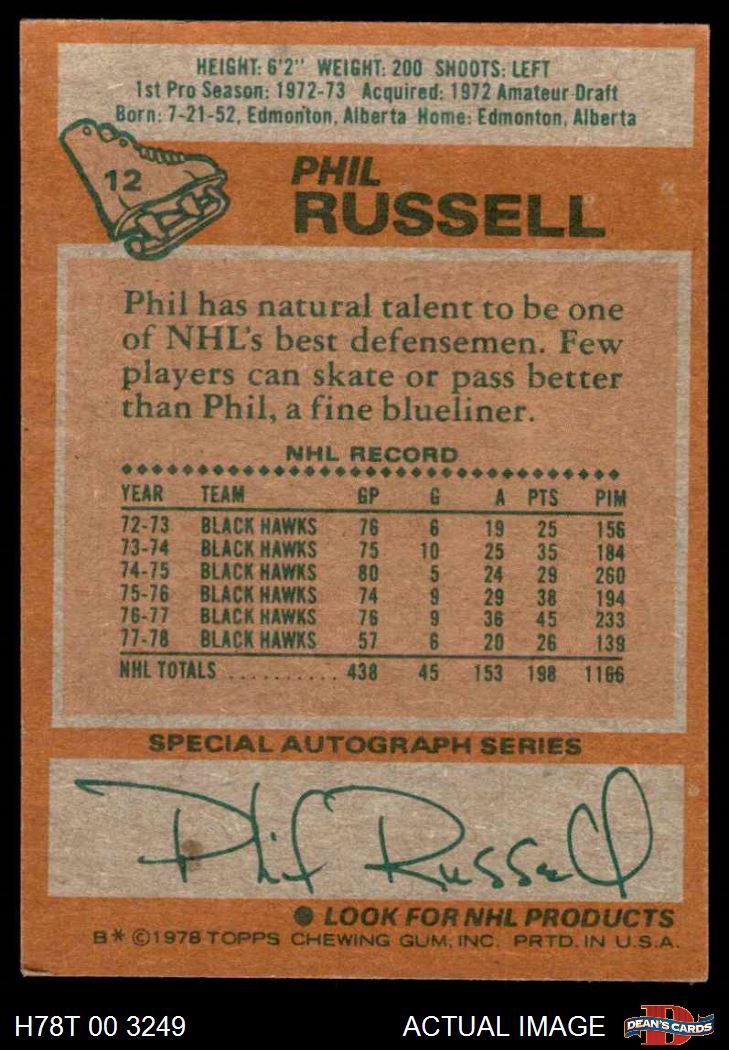 HEIGHT: 6'2" WEIGHT: 200 SHOOTS: LEFT
1st Pro Season: 1972-73 Acquired: 1972 Amateur Draft
Born: 7-21-52, Edmonton, Alberta Home: Edmonton, Alberta
12
PHIL
RUSSELL
Phil has natural talent to be one
of NHL's best defensemen. Few
players can skate or pass better
than Phil, a fine blueliner.
NHL RECORD
YEAR TEAM GP G A PTS PIM
72-73 BLACK HAWKS 76 6 19 25 156
73-74 BLACK HAWKS 75 10 25 35 184
74-75 BLACK HAWKS 80 5 24 29 260
75-76 BLACK HAWKS 74 9 29 38 194
76-77 BLACK HAWKS 76 9 36 45 233
77-78 BLACK HAWKS 57 6 20 26 139
NHL TOTALS .......... 438 45 153 198 1166
SPECIAL AUTOGRAPH SERIES
Phil Russell
● LOOK FOR NHL PRODUCTS
B* ©1978 TOPPS CHEWING GUM, INC. PRTD. IN U.S.A.
H78T 00 3249 ACTUAL IMAGE DEAN'S CARDS